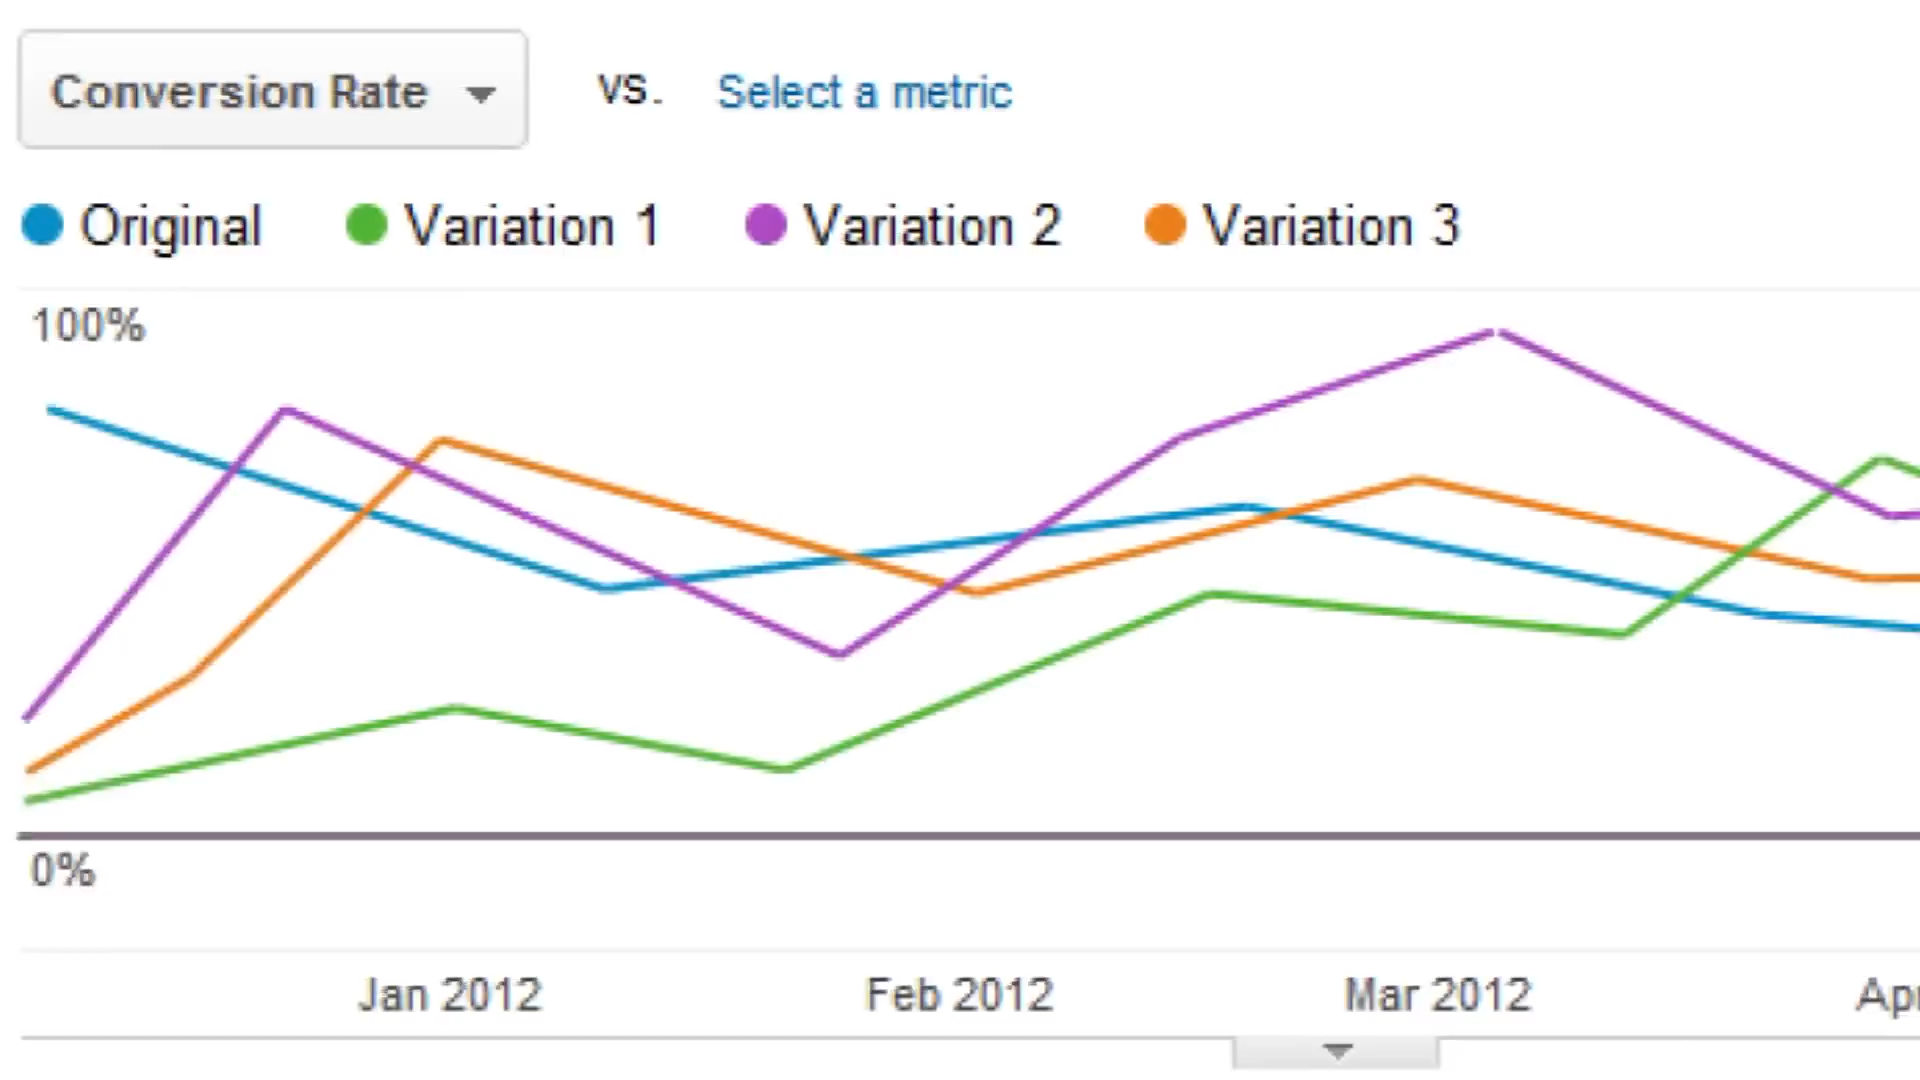 Conversion Rate vs. Select a metric
Original Variation 1 Variation 2 Variation 3
100%
0%
Jan 2012 Feb 2012 Mar 2012 Ap